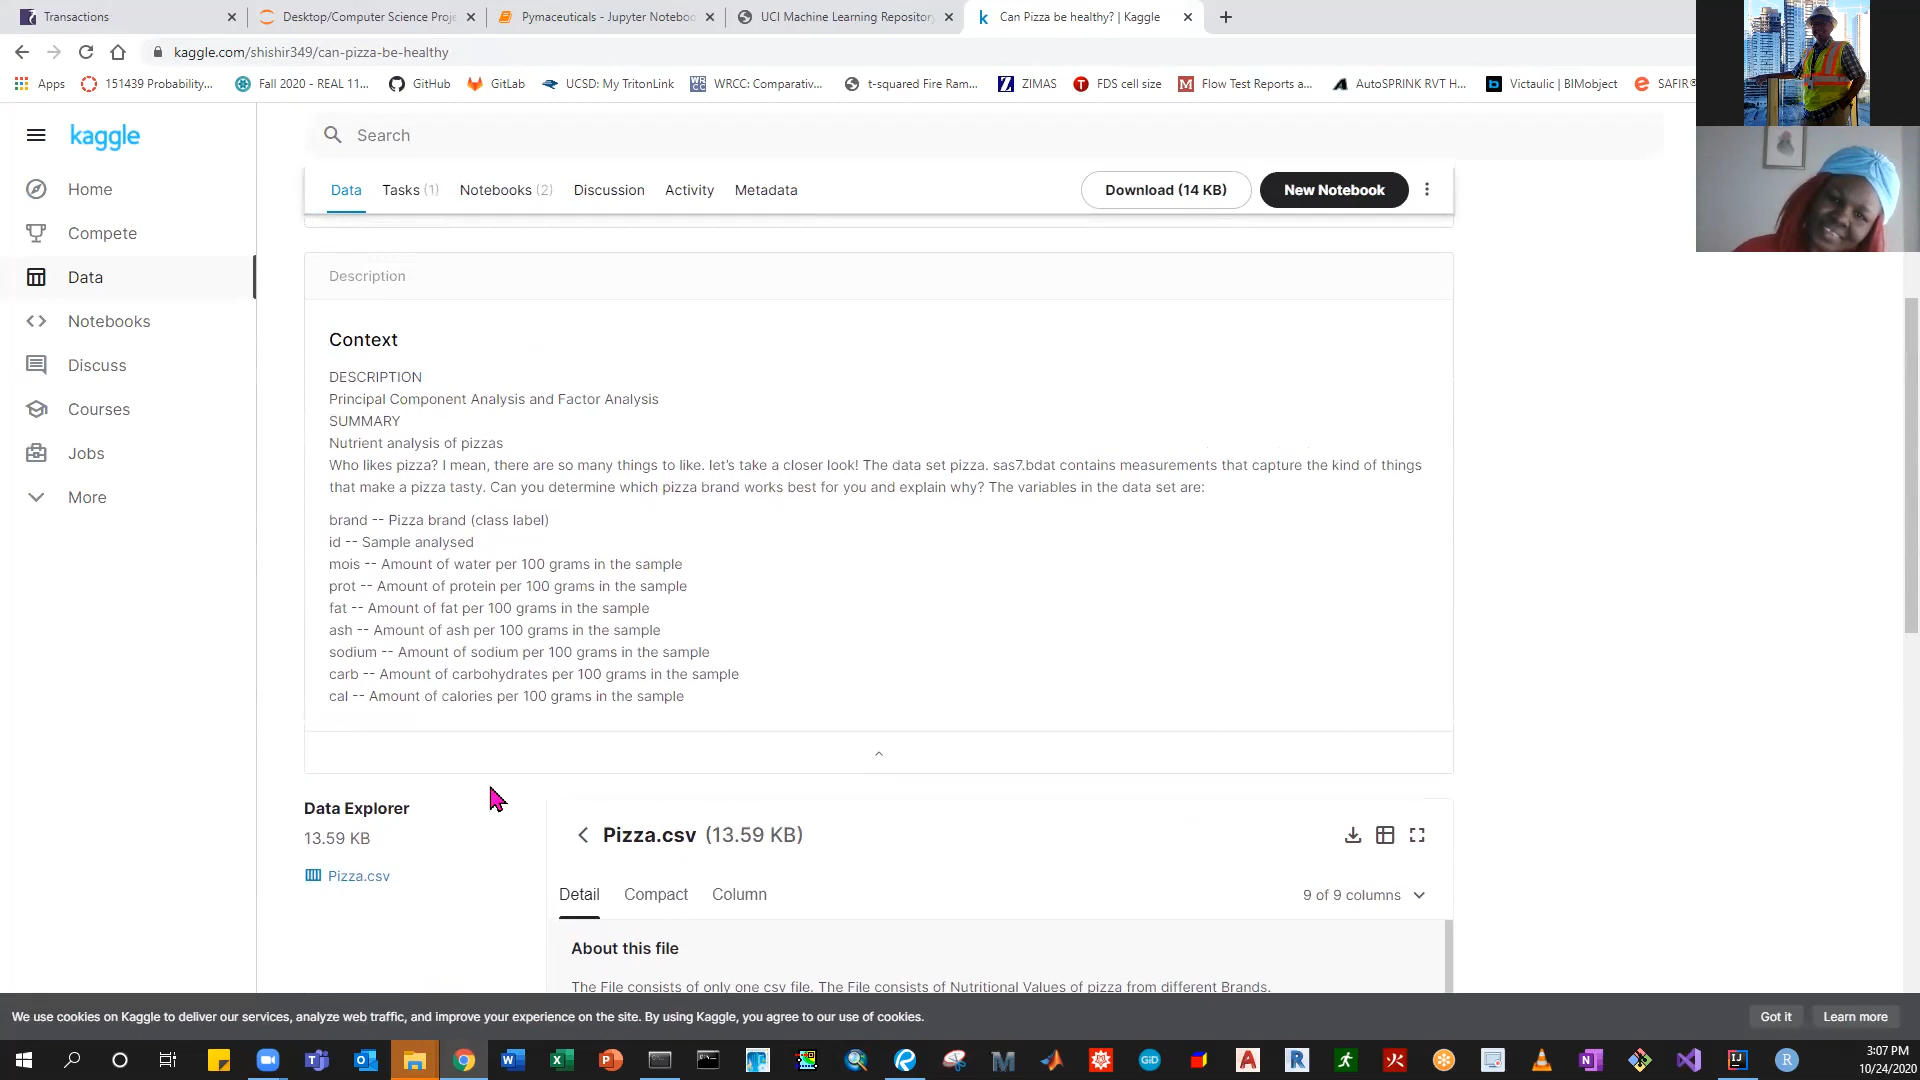 Transactions
Desktop/Computer Science Proje
Pymaceuticals - Jupyter Noteboo
UCI Machine Learning Repository
Can Pizza be healthy? | Kaggle
kaggle.com/shishir349/can-pizza-be-healthy
Apps
151439 Probability...
Fall 2020 - REAL 11...
GitHub
GitLab
UCSD: My TritonLink
WRCC: Comparativ...
t-squared Fire Ram...
ZIMAS
FDS cell size
Flow Test Reports a...
AutoSPRINK RVT H...
Victaulic | BIMobject
SAFIR®
kaggle
Search
Home
Compete
Data
Notebooks
Discuss
Courses
Jobs
More
Data
Tasks (1)
Notebooks (2)
Discussion
Activity
Metadata
Download (14 KB)
New Notebook
Description
Context
DESCRIPTION
Principal Component Analysis and Factor Analysis
SUMMARY
Nutrient analysis of pizzas
Who likes pizza? I mean, there are so many things to like. let's take a closer look! The data set pizza. sas7.bdat contains measurements that capture the kind of things
that make a pizza tasty. Can you determine which pizza brand works best for you and explain why? The variables in the data set are:
brand -- Pizza brand (class label)
id -- Sample analysed
mois -- Amount of water per 100 grams in the sample
prot -- Amount of protein per 100 grams in the sample
fat -- Amount of fat per 100 grams in the sample
ash -- Amount of ash per 100 grams in the sample
sodium -- Amount of sodium per 100 grams in the sample
carb -- Amount of carbohydrates per 100 grams in the sample
cal -- Amount of calories per 100 grams in the sample
Data Explorer
13.59 KB
Pizza.csv
Pizza.csv (13.59 KB)
Detail
Compact
Column
9 of 9 columns
About this file
The File consists of only one csv file. The File consists of Nutritional Values of pizza from different Brands.
We use cookies on Kaggle to deliver our services, analyze web traffic, and improve your experience on the site. By using Kaggle, you agree to our use of cookies.
Got it
Learn more
3:07 PM
10/24/2020